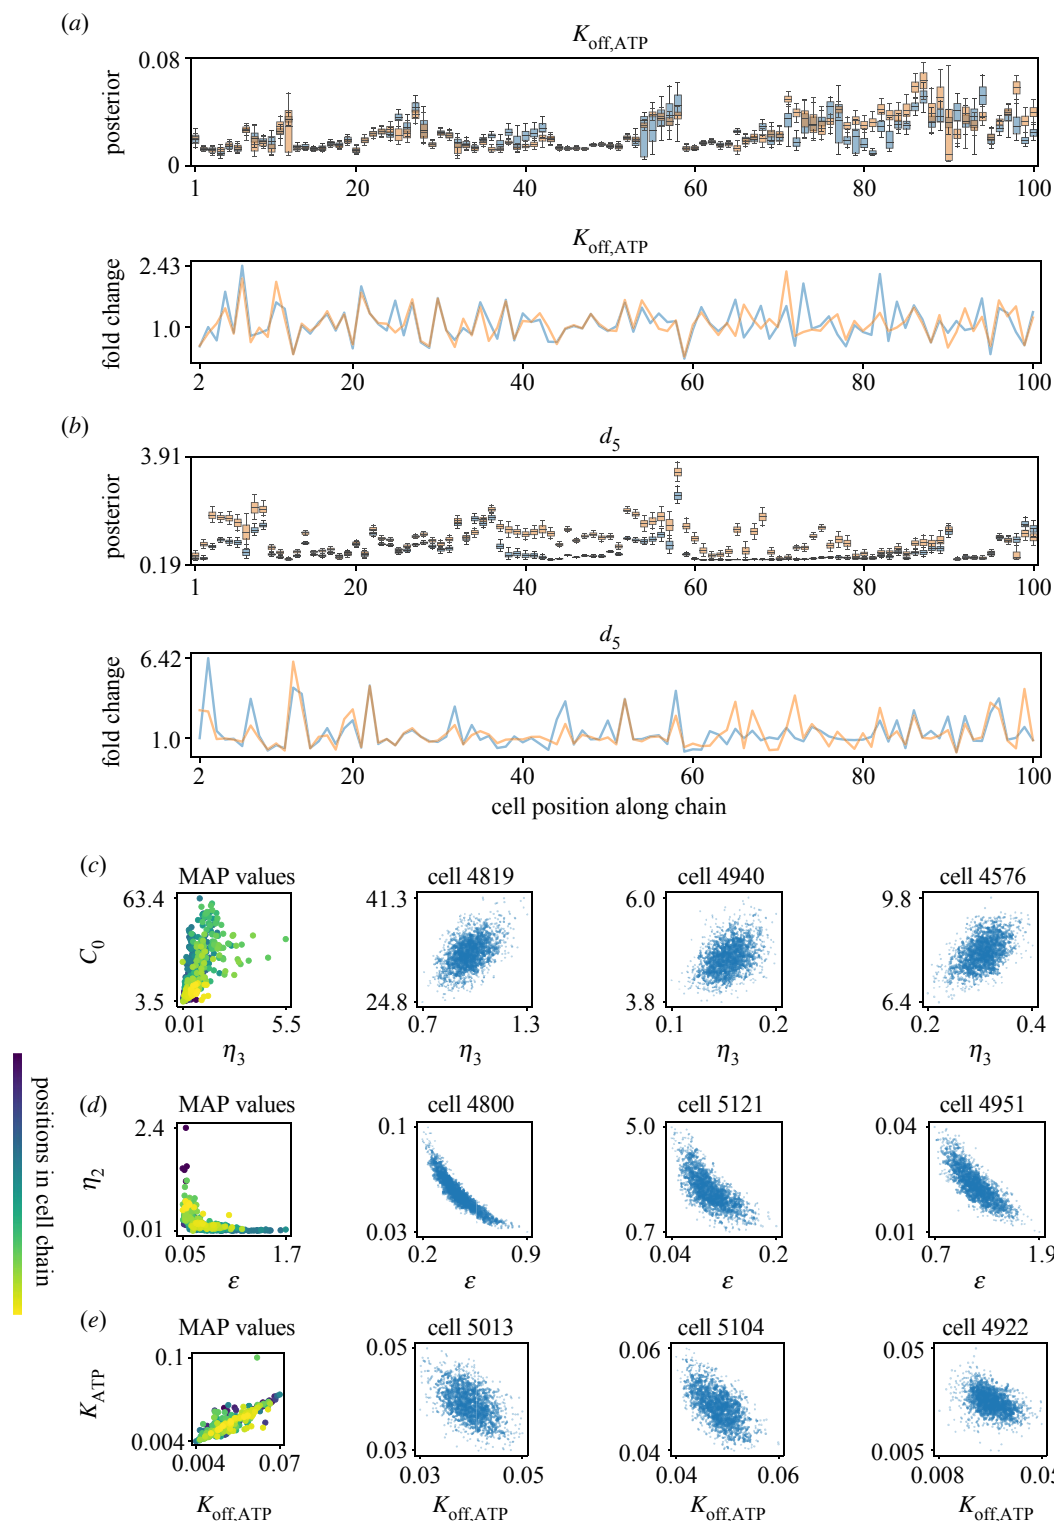 (a)
K_off,ATP
posterior
0.08
0
1 20 40 60 80 100
K_off,ATP
fold change
2.43
1.0
2 20 40 60 80 100
(b)
d_5
posterior
3.91
0.19
1 20 40 60 80 100
d_5
fold change
6.42
1.0
2 20 40 60 80 100
cell position along chain
(c)
MAP values cell 4819 cell 4940 cell 4576
C_0
63.4 41.3 6.0 9.8
3.5 24.8 3.8 6.4
0.01 5.5 0.7 1.3 0.1 0.2 0.2 0.4
η_3 η_3 η_3 η_3
positions in cell chain
(d)
MAP values cell 4800 cell 5121 cell 4951
η_2
2.4 0.1 5.0 0.04
0.01 0.03 0.7 0.01
0.05 1.7 0.2 0.9 0.04 0.2 0.7 1.9
ε ε ε ε
(e)
MAP values cell 5013 cell 5104 cell 4922
K_ATP
0.1 0.05 0.06 0.05
0.004 0.03 0.04 0.005
0.004 0.07 0.03 0.05 0.04 0.06 0.008
K_off,ATP K_off,ATP K_off,ATP K_off,ATP